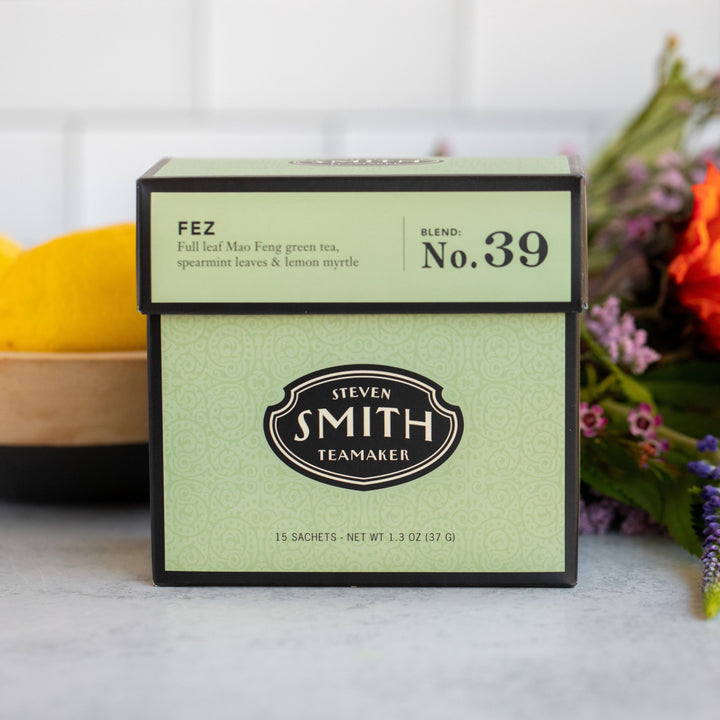 SMITH
FEZ
Full leaf Mao Feng green tea,
spearmint leaves & lemon myrtle
BLEND:
No. 39
STEVEN
SMITH
TEAMAKER
15 SACHETS - NET WT 1.3 OZ (37 G)